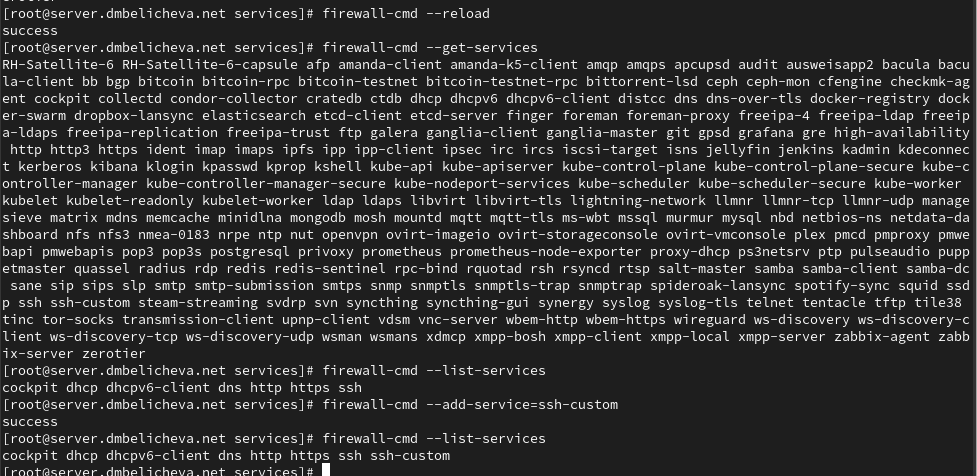 [root@server.dmbelicheva.net services]# firewall-cmd --reload
success
[root@server.dmbelicheva.net services]# firewall-cmd --get-services
RH-Satellite-6 RH-Satellite-6-capsule afp amanda-client amanda-k5-client amqp amqps apcupsd audit ausweisapp2 bacula bacu
la-client bb bgp bitcoin bitcoin-rpc bitcoin-testnet bitcoin-testnet-rpc bittorrent-lsd ceph ceph-mon cfengine checkmk-ag
ent cockpit collectd condor-collector cratedb ctdb dhcp dhcpv6 dhcpv6-client distcc dns dns-over-tls docker-registry dock
er-swarm dropbox-lansync elasticsearch etcd-client etcd-server finger foreman foreman-proxy freeipa-4 freeipa-ldap freeip
a-ldaps freeipa-replication freeipa-trust ftp galera ganglia-client ganglia-master git gpsd grafana gre high-availability
http http3 https ident imap imaps ipfs ipp ipp-client ipsec irc ircs iscsi-target isns jellyfin jenkins kadmin kdeconnec
t kerberos kibana klogin kpasswd kprop kshell kube-api kube-apiserver kube-control-plane kube-control-plane-secure kube-c
ontroller-manager kube-controller-manager-secure kube-nodeport-services kube-scheduler kube-scheduler-secure kube-worker
kubelet kubelet-readonly kubelet-worker ldap ldaps libvirt libvirt-tls lightning-network llmnr llmnr-tcp llmnr-udp manage
sieve matrix mdns memcache minidlna mongodb mosh mountd mqtt mqtt-tls ms-wbt mssql murmur mysql nbd netbios-ns netdata-da
shboard nfs nfs3 nmea-0183 nrpe ntp nut openvpn ovirt-imageio ovirt-storageconsole ovirt-vmconsole plex pmcd pmproxy pmwe
bapi pmwebapis pop3 pop3s postgresql privoxy prometheus prometheus-node-exporter proxy-dhcp ps3netsrv ptp pulseaudio pupp
etmaster quassel radius rdp redis redis-sentinel rpc-bind rquotad rsh rsyncd rtsp salt-master samba samba-client samba-dc
sane sip sips slp smtp smtp-submission smtps snmp snmptls snmptls-trap snmptrap spideroak-lansync spotify-sync squid ssd
p ssh ssh-custom steam-streaming svdrp svn syncthing syncthing-gui synergy syslog syslog-tls telnet tentacle tftp tile38
tinc tor-socks transmission-client upnp-client vdsm vnc-server wbem-http wbem-https wireguard ws-discovery ws-discovery-c
lient ws-discovery-tcp ws-discovery-udp wsman wsmans xdmcp xmpp-bosh xmpp-client xmpp-local xmpp-server zabbix-agent zabb
ix-server zerotier
[root@server.dmbelicheva.net services]# firewall-cmd --list-services
cockpit dhcp dhcpv6-client dns http https ssh
[root@server.dmbelicheva.net services]# firewall-cmd --add-service=ssh-custom
success
[root@server.dmbelicheva.net services]# firewall-cmd --list-services
cockpit dhcp dhcpv6-client dns http https ssh ssh-custom
[root@server.dmbelicheva.net services]#